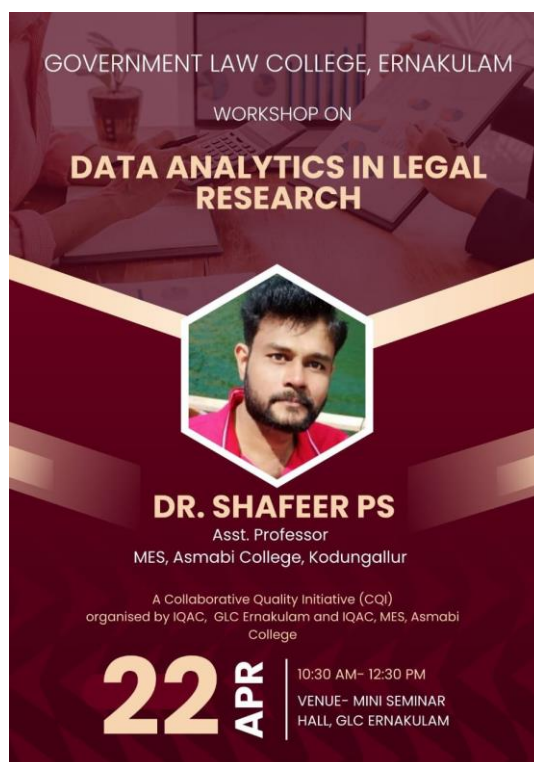 GOVERNMENT LAW COLLEGE, ERNAKULAM
WORKSHOP ON
DATA ANALYTICS IN LEGAL
RESEARCH
DR. SHAFEER PS
Asst. Professor
MES, Asmabi College, Kodungallur
A Collaborative Quality Initiative (CQI)
organised by IQAC, GLC Ernakulam and IQAC, MES, Asmabi
College
22 APR
10:30 AM- 12:30 PM
VENUE- MINI SEMINAR
HALL, GLC ERNAKULAM